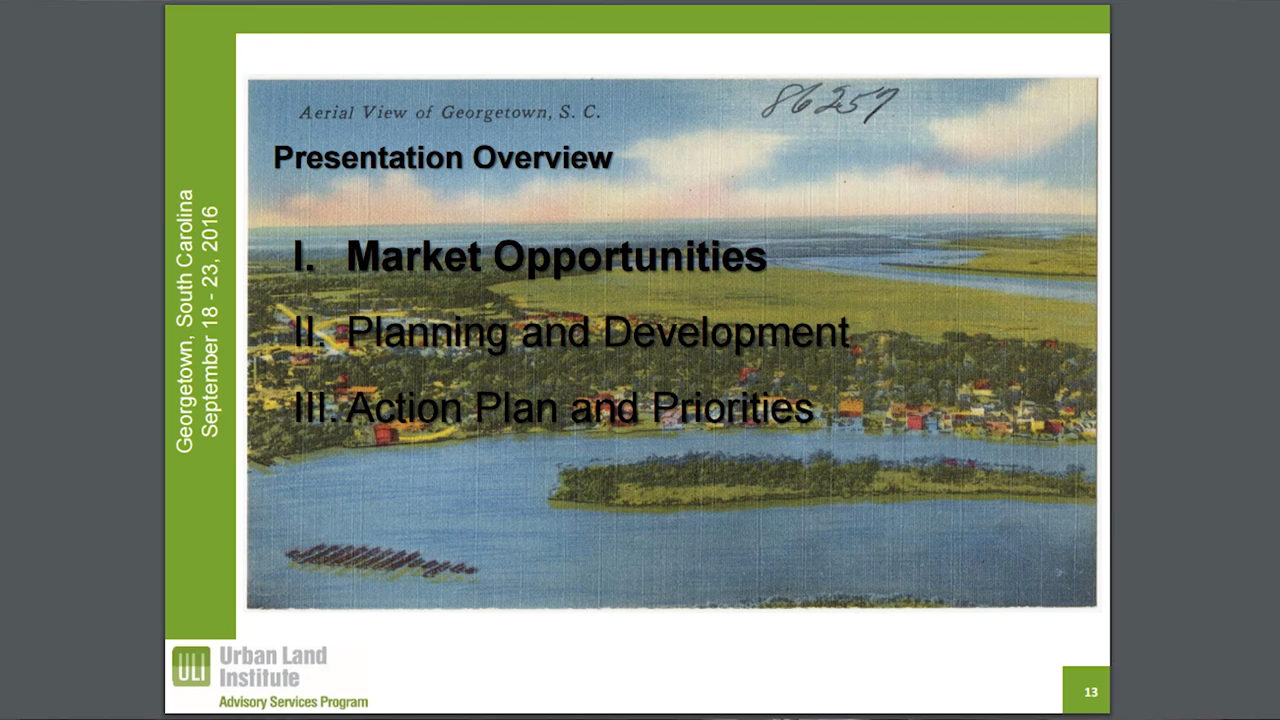 Georgetown, South Carolina
September 18 - 23, 2016
Aerial View of Georgetown, S. C.
86257
Presentation Overview
I. Market Opportunities
II. Planning and Development
III. Action Plan and Priorities
ULI
Urban Land
Institute
Advisory Services Program
13